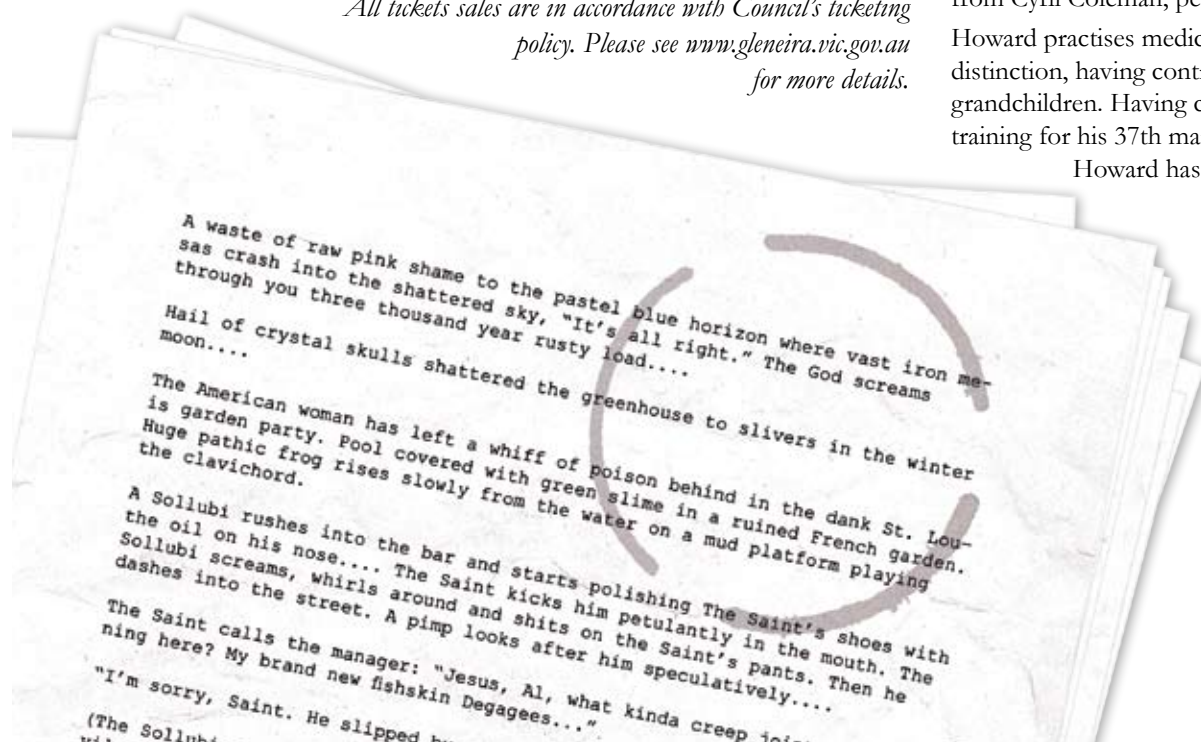 All tickets sales are in accordance with Council's ticketing
policy. Please see www.gleneira.vic.gov.au
for more details.
from Cyril Coleman, pe
Howard practises medic
distinction, having cont
grandchildren. Having c
training for his 37th ma
Howard has
A waste of raw pink shame to the pastel blue horizon where vast iron me-
sas crash into the shattered sky, "It's all right." The God screams
through you three thousand year rusty load....
Hail of crystal skulls shattered the greenhouse to slivers in the winter
moon....
The American woman has left a whiff of poison behind in the dank St. Lou-
is garden party. Pool covered with green slime in a ruined French garden.
Huge pathic frog rises slowly from the water on a mud platform playing
the clavichord.
A Sollubi rushes into the bar and starts polishing The Saint's shoes with
the oil on his nose.... The Saint kicks him petulantly in the mouth. The
Sollubi screams, whirls around and shits on the Saint's pants. Then he
dashes into the street. A pimp looks after him speculatively....
The Saint calls the manager: "Jesus, Al, what kinda creep joi
ning here? My brand new fishskin Degagees..."
"I'm sorry, Saint. He slipped
(The Sollubi